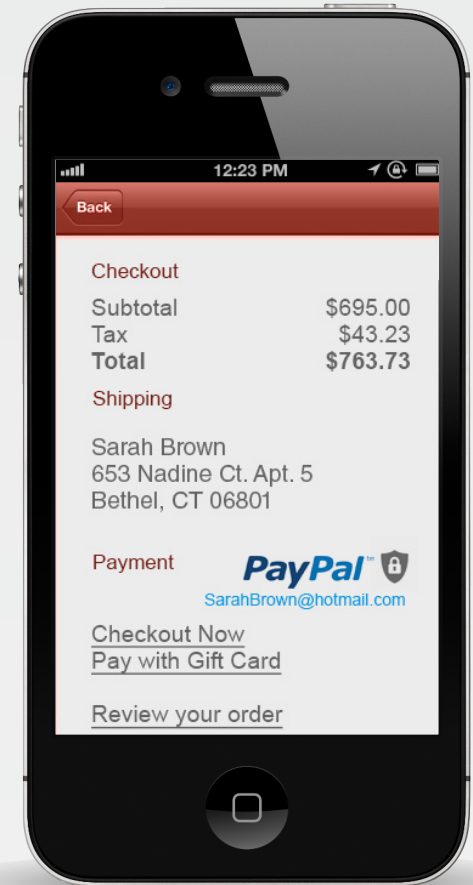 12:23 PM
Back
Checkout
Subtotal $695.00
Tax $43.23
Total $763.73
Shipping
Sarah Brown
653 Nadine Ct. Apt. 5
Bethel, CT 06801
Payment PayPal™
SarahBrown@hotmail.com
Checkout Now
Pay with Gift Card
Review your order